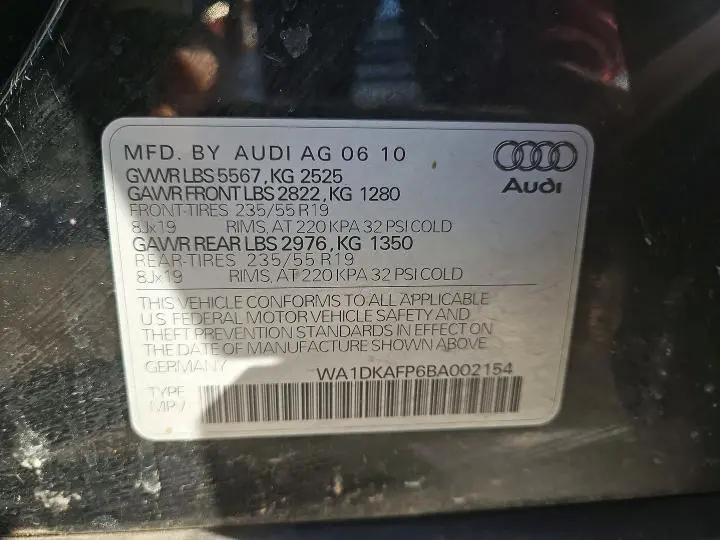 MFD. BY AUDI AG 06 10
GVWR LBS 5567, KG 2525
GAWR FRONT LBS 2822, KG 1280
FRONT-TIRES 235/55 R19
8Jx19 RIMS, AT 220 KPA 32 PSI COLD
GAWR REAR LBS 2976, KG 1350
REAR-TIRES 235/55 R19
8Jx19 RIMS, AT 220 KPA 32 PSI COLD
Audi
THIS VEHICLE CONFORMS TO ALL APPLICABLE
U.S. FEDERAL MOTOR VEHICLE SAFETY AND
THEFT PREVENTION STANDARDS IN EFFECT ON
THE DATE OF MANUFACTURE SHOWN ABOVE
GERMANY WA1DKAFP6BA002154
TYPE
MPV